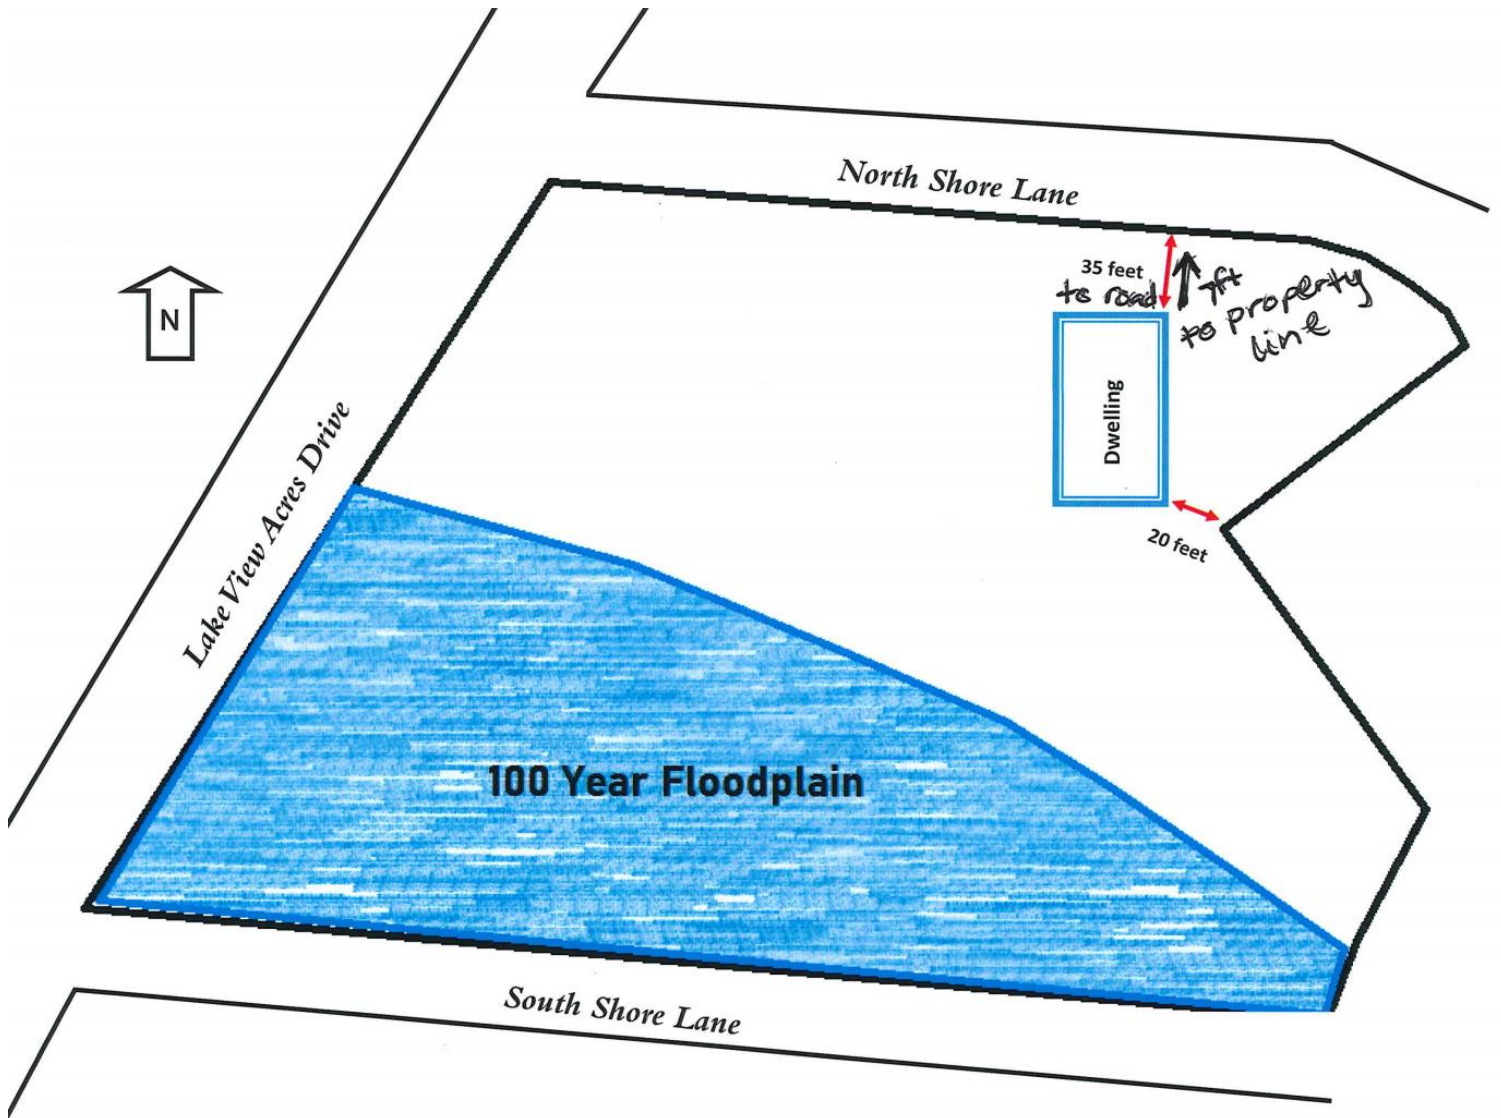 North Shore Lane
35 feet
to road
7ft
to property
line
N
Dwelling
Lake View Acres Drive
20 feet
100 Year Floodplain
South Shore Lane